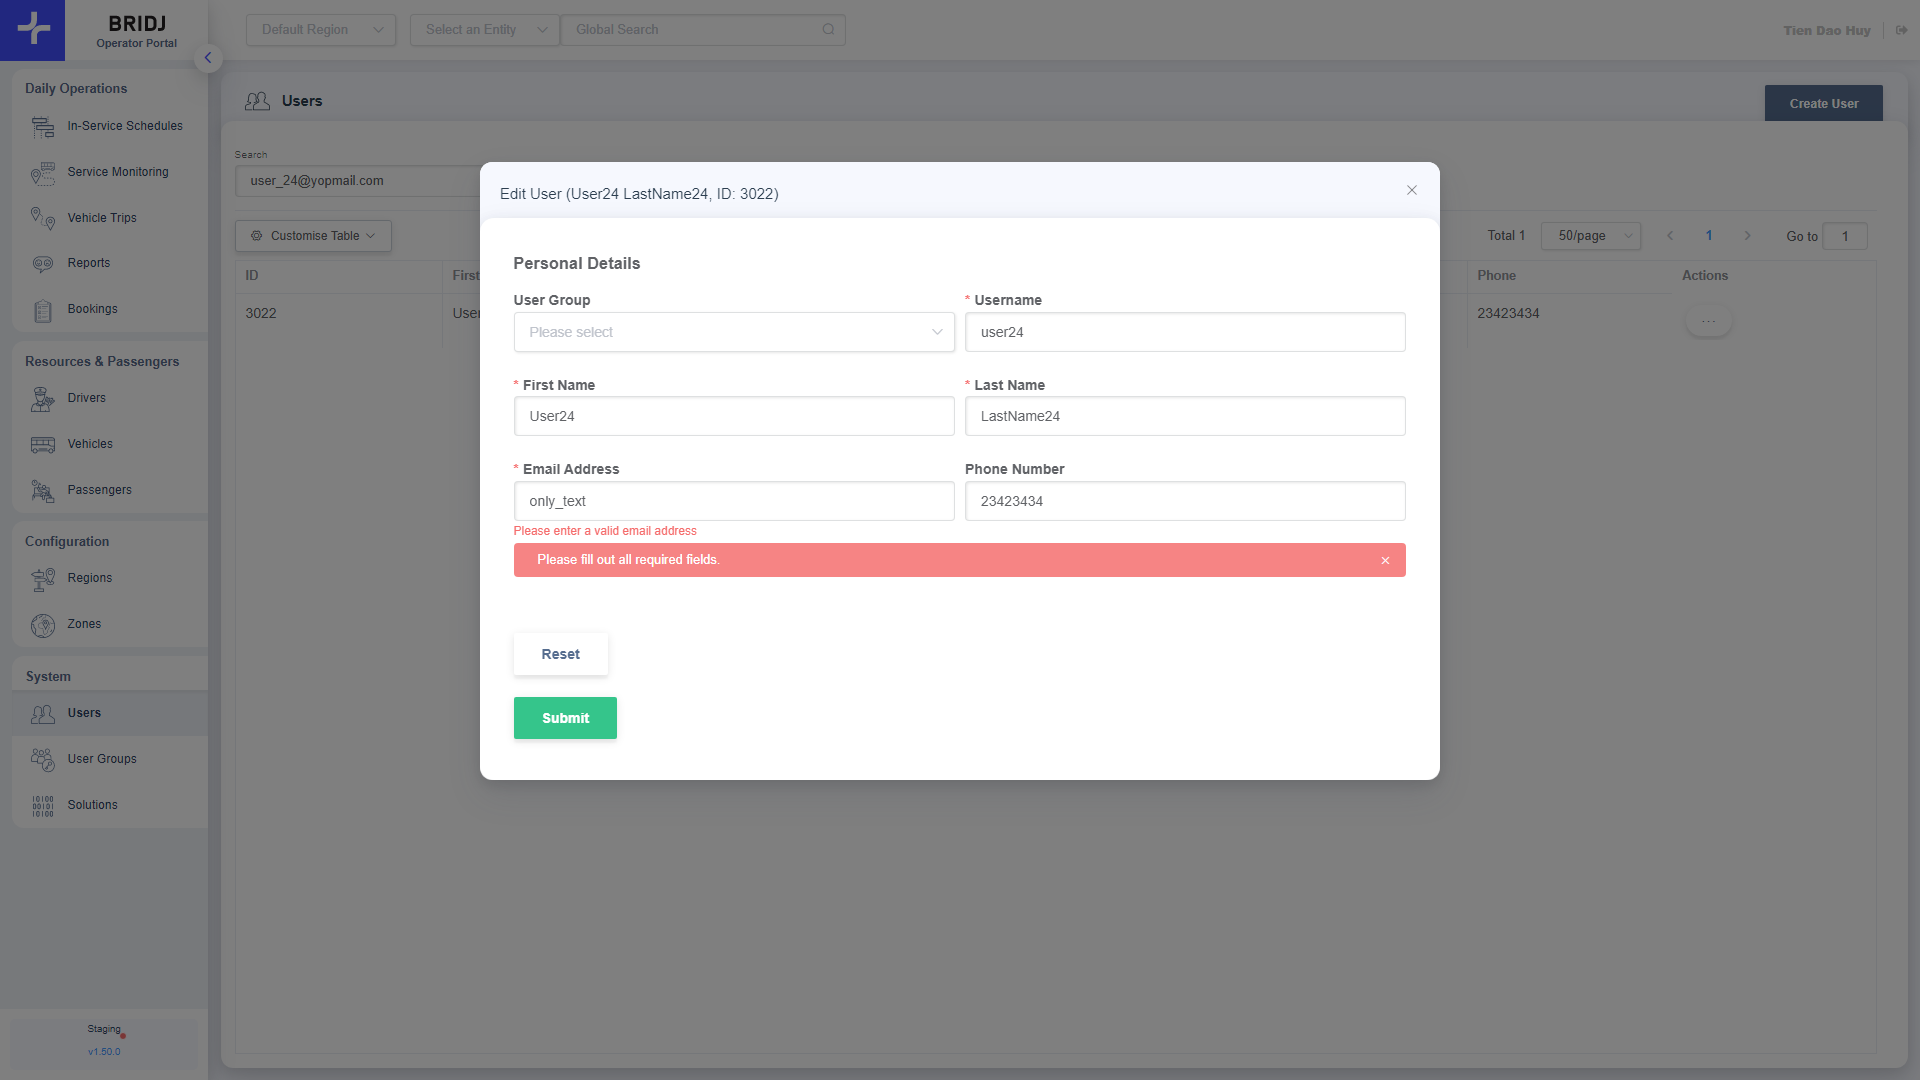 BRIDJ
Operator Portal
Default Region
Select an Entity
Global Search
Tien Dao Huy
Daily Operations
In-Service Schedules
Service Monitoring
Vehicle Trips
Reports
Bookings
Resources & Passengers
Drivers
Vehicles
Passengers
Configuration
Regions
Zones
System
Users
User Groups
Solutions
10100
00101
10100
Staging
v1.50.0
Users
Create User
Search
user_24@yopmail.com
Customise Table
Total 1
50/page
1
Go to
1
ID
First
Phone
Actions
3022
User
23423434
...
Edit User (User24 LastName24, ID: 3022)
Personal Details
User Group
* Username
Please select
user24
* First Name
* Last Name
User24
LastName24
* Email Address
Phone Number
only_text
23423434
Please enter a valid email address
Please fill out all required fields.
Reset
Submit